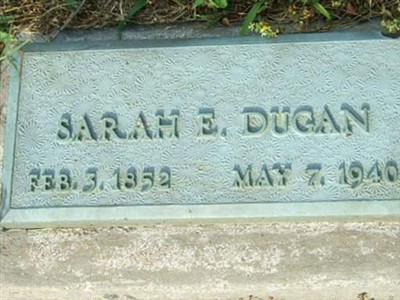 SARAH E. DUGAN
FEB. 3. 1852 MAY 7. 1940